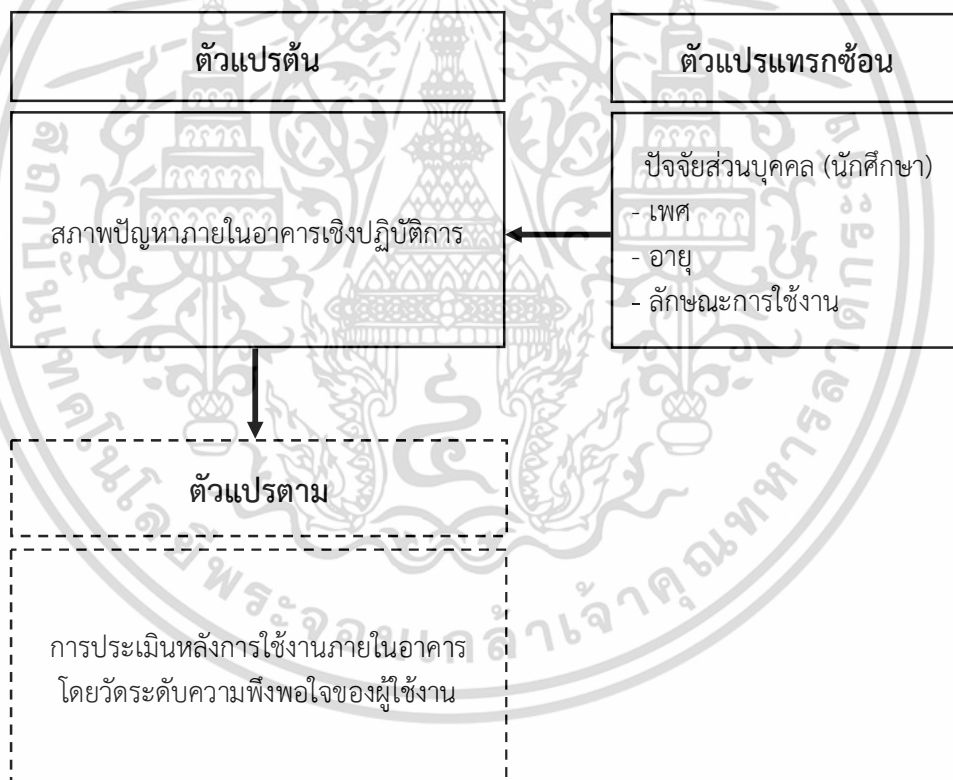 ตัวแปรต้น
สภาพปัญหาภายในอาคารเชิงปฏิบัติการ
ตัวแปรแทรกซ้อน
ปัจจัยส่วนบุคคล (นักศึกษา)
- เพศ
- อายุ
- ลักษณะการใช้งาน
ตัวแปรตาม
การประเมินหลังการใช้งานภายในอาคาร
โดยวัดระดับความพึงพอใจของผู้ใช้งาน